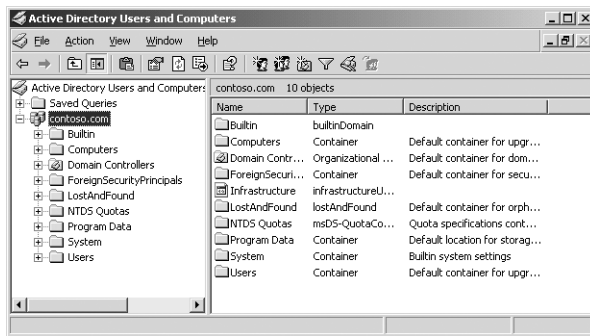 Active Directory Users and Computers
File Action View Window Help
Active Directory Users and Computers
Saved Queries
contoso.com
Builtin
Computers
Domain Controllers
ForeignSecurityPrincipals
LostAndFound
NTDS Quotas
Program Data
System
Users
contoso.com 10 objects
Name Type Description
Builtin builtinDomain
Computers Container Default container for upgr...
Domain Contr... Organizational ... Default container for dom...
ForeignSecuri... Container Default container for secu...
Infrastructure infrastructureU...
LostAndFound lostAndFound Default container for orph...
NTDS Quotas msDS-QuotaCo... Quota specifications cont...
Program Data Container Default location for storag...
System Container Builtin system settings
Users Container Default container for upgr...